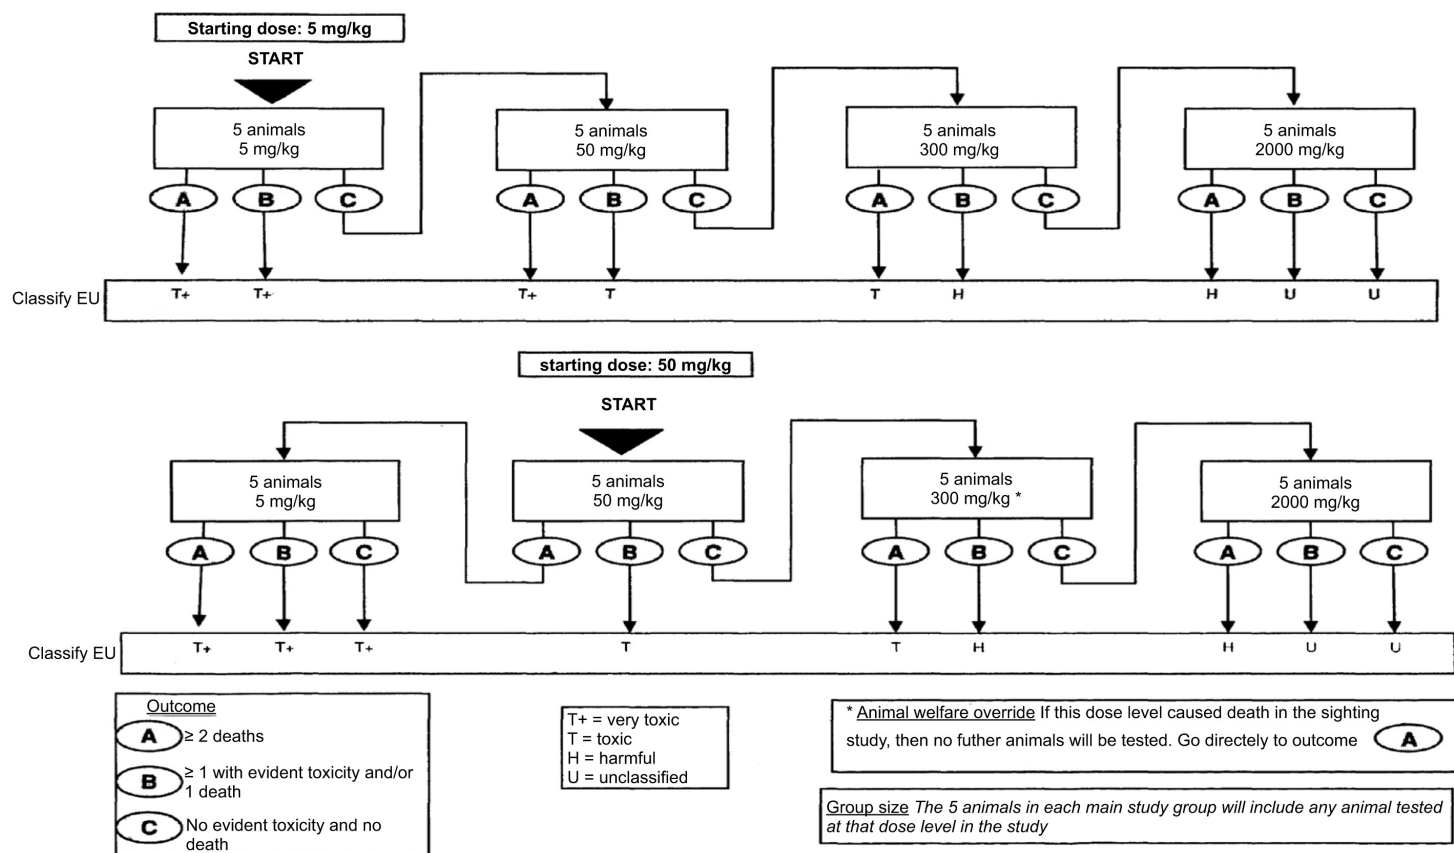 Starting dose: 5 mg/kg
START
5 animals
5 mg/kg
5 animals
50 mg/kg
5 animals
300 mg/kg
5 animals
2000 mg/kg
A B C A B C A B C A B C
Classify EU T+ T+ T+ T T H H U U
starting dose: 50 mg/kg
START
5 animals
5 mg/kg
5 animals
50 mg/kg
5 animals
300 mg/kg *
5 animals
2000 mg/kg
A B C A B C A B C A B C
Classify EU T+ T+ T+ T T H H U U
Outcome
A ≥ 2 deaths
B ≥ 1 with evident toxicity and/or
1 death
C No evident toxicity and no
death
T+ = very toxic
T = toxic
H = harmful
U = unclassified
* Animal welfare override If this dose level caused death in the sighting
study, then no futher animals will be tested. Go directely to outcome A
Group size The 5 animals in each main study group will include any animal tested
at that dose level in the study